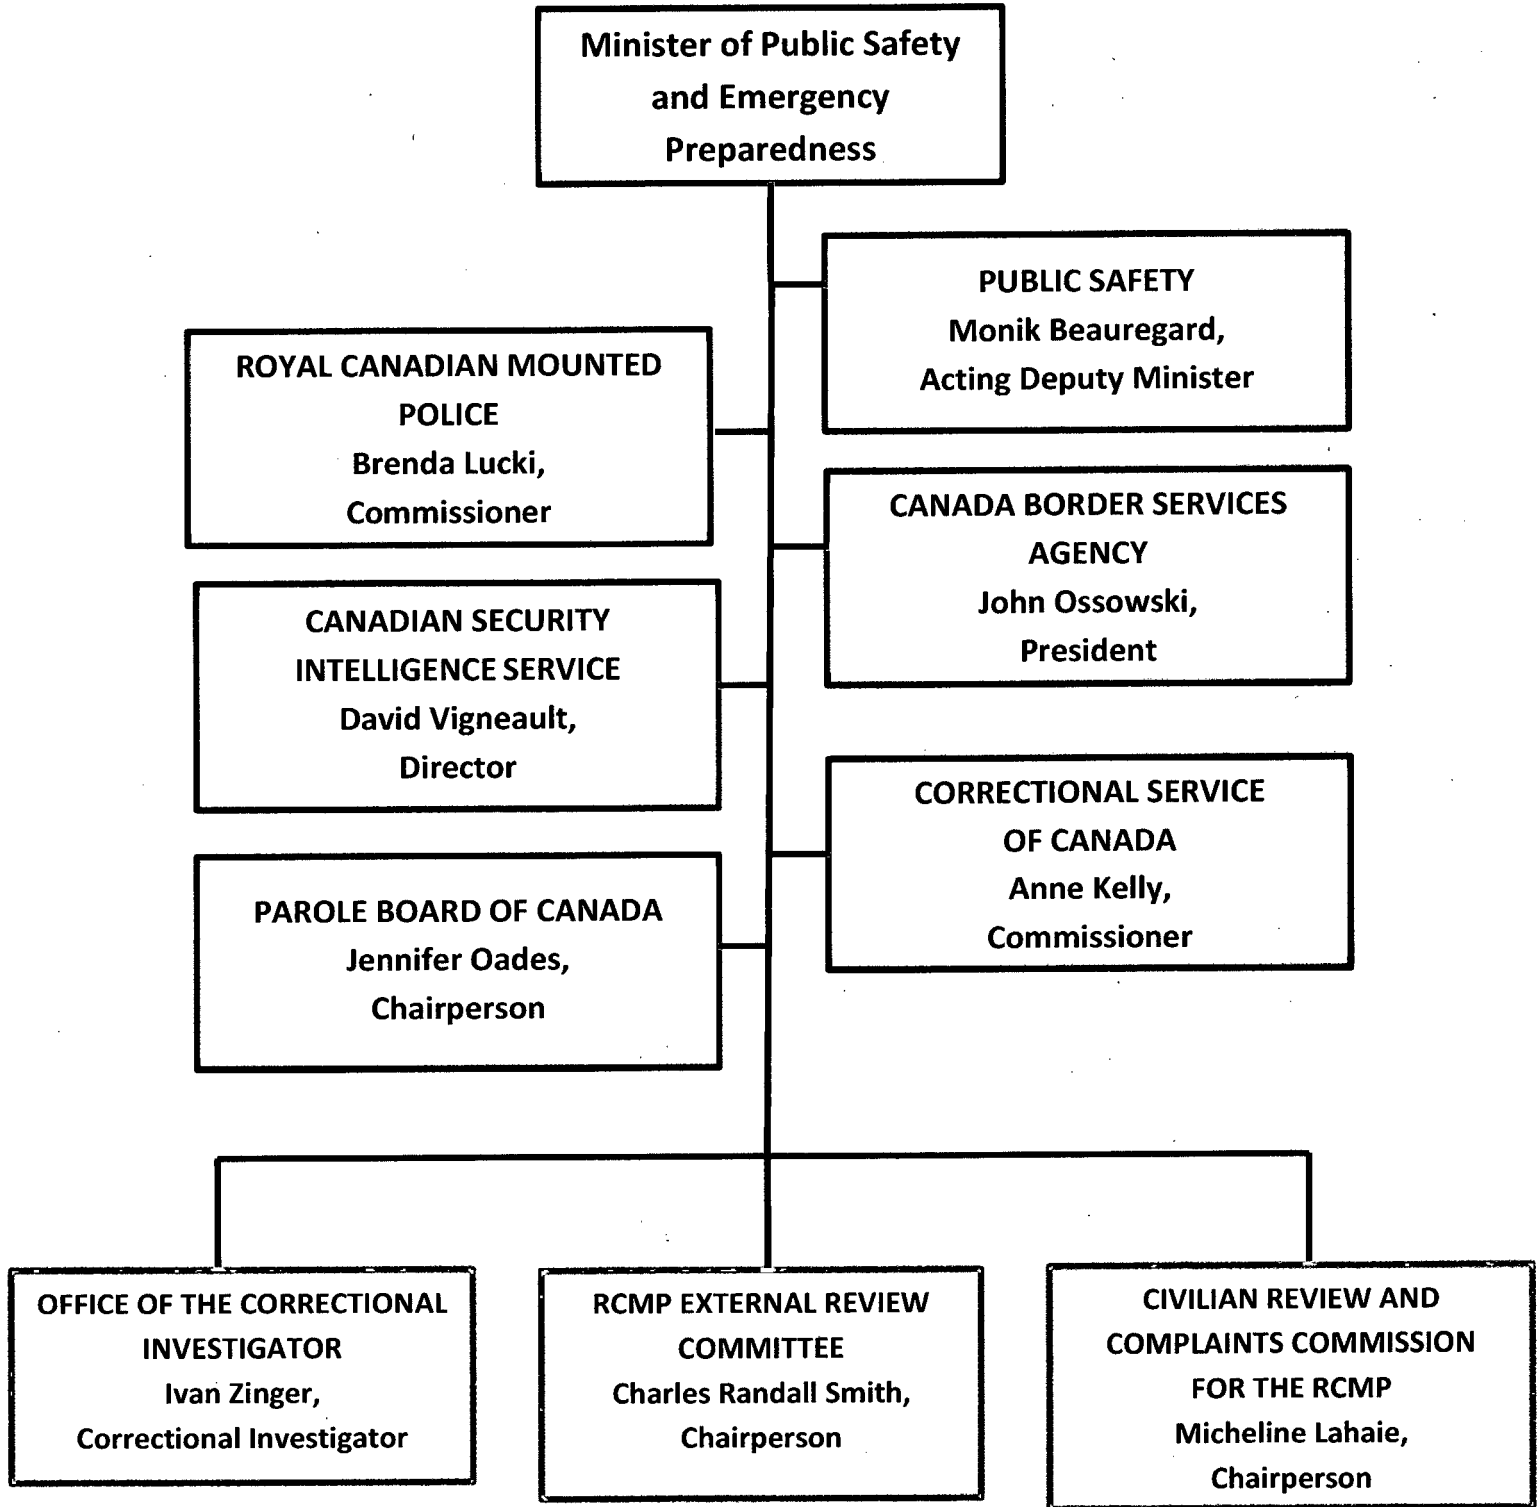 Minister of Public Safety
and Emergency
Preparedness
PUBLIC SAFETY
Monik Beauregard,
Acting Deputy Minister
ROYAL CANADIAN MOUNTED
POLICE
Brenda Lucki,
Commissioner
CANADA BORDER SERVICES
AGENCY
John Ossowski,
President
CANADIAN SECURITY
INTELLIGENCE SERVICE
David Vigneault,
Director
CORRECTIONAL SERVICE
OF CANADA
Anne Kelly,
Commissioner
PAROLE BOARD OF CANADA
Jennifer Oades,
Chairperson
OFFICE OF THE CORRECTIONAL
INVESTIGATOR
Ivan Zinger,
Correctional Investigator
RCMP EXTERNAL REVIEW
COMMITTEE
Charles Randall Smith,
Chairperson
CIVILIAN REVIEW AND
COMPLAINTS COMMISSION
FOR THE RCMP
Micheline Lahaie,
Chairperson